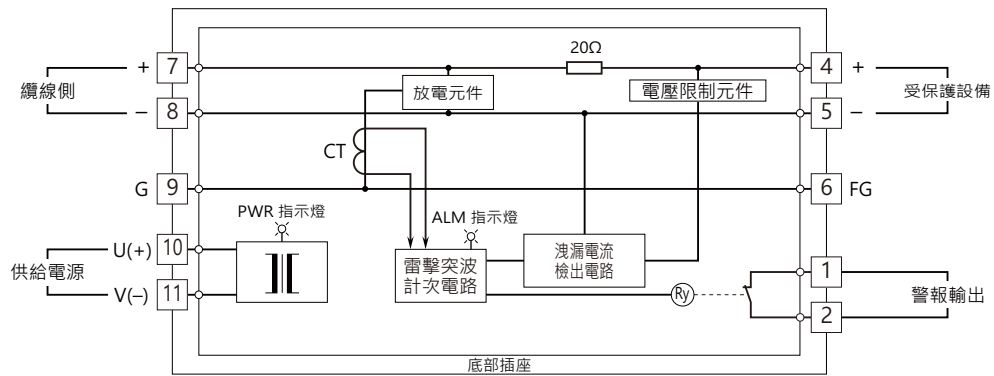 20Ω
+ 7
4 +
纜線側
放電元件
電壓限制元件
受保護設備
− 8
5 −
CT
G 9
6 FG
PWR 指示燈
ALM 指示燈
U(+) 10
供給電源
雷擊突波
計次電路
洩漏電流
檢出電路
1
V(–) 11
Ry
警報輸出
2
底部插座